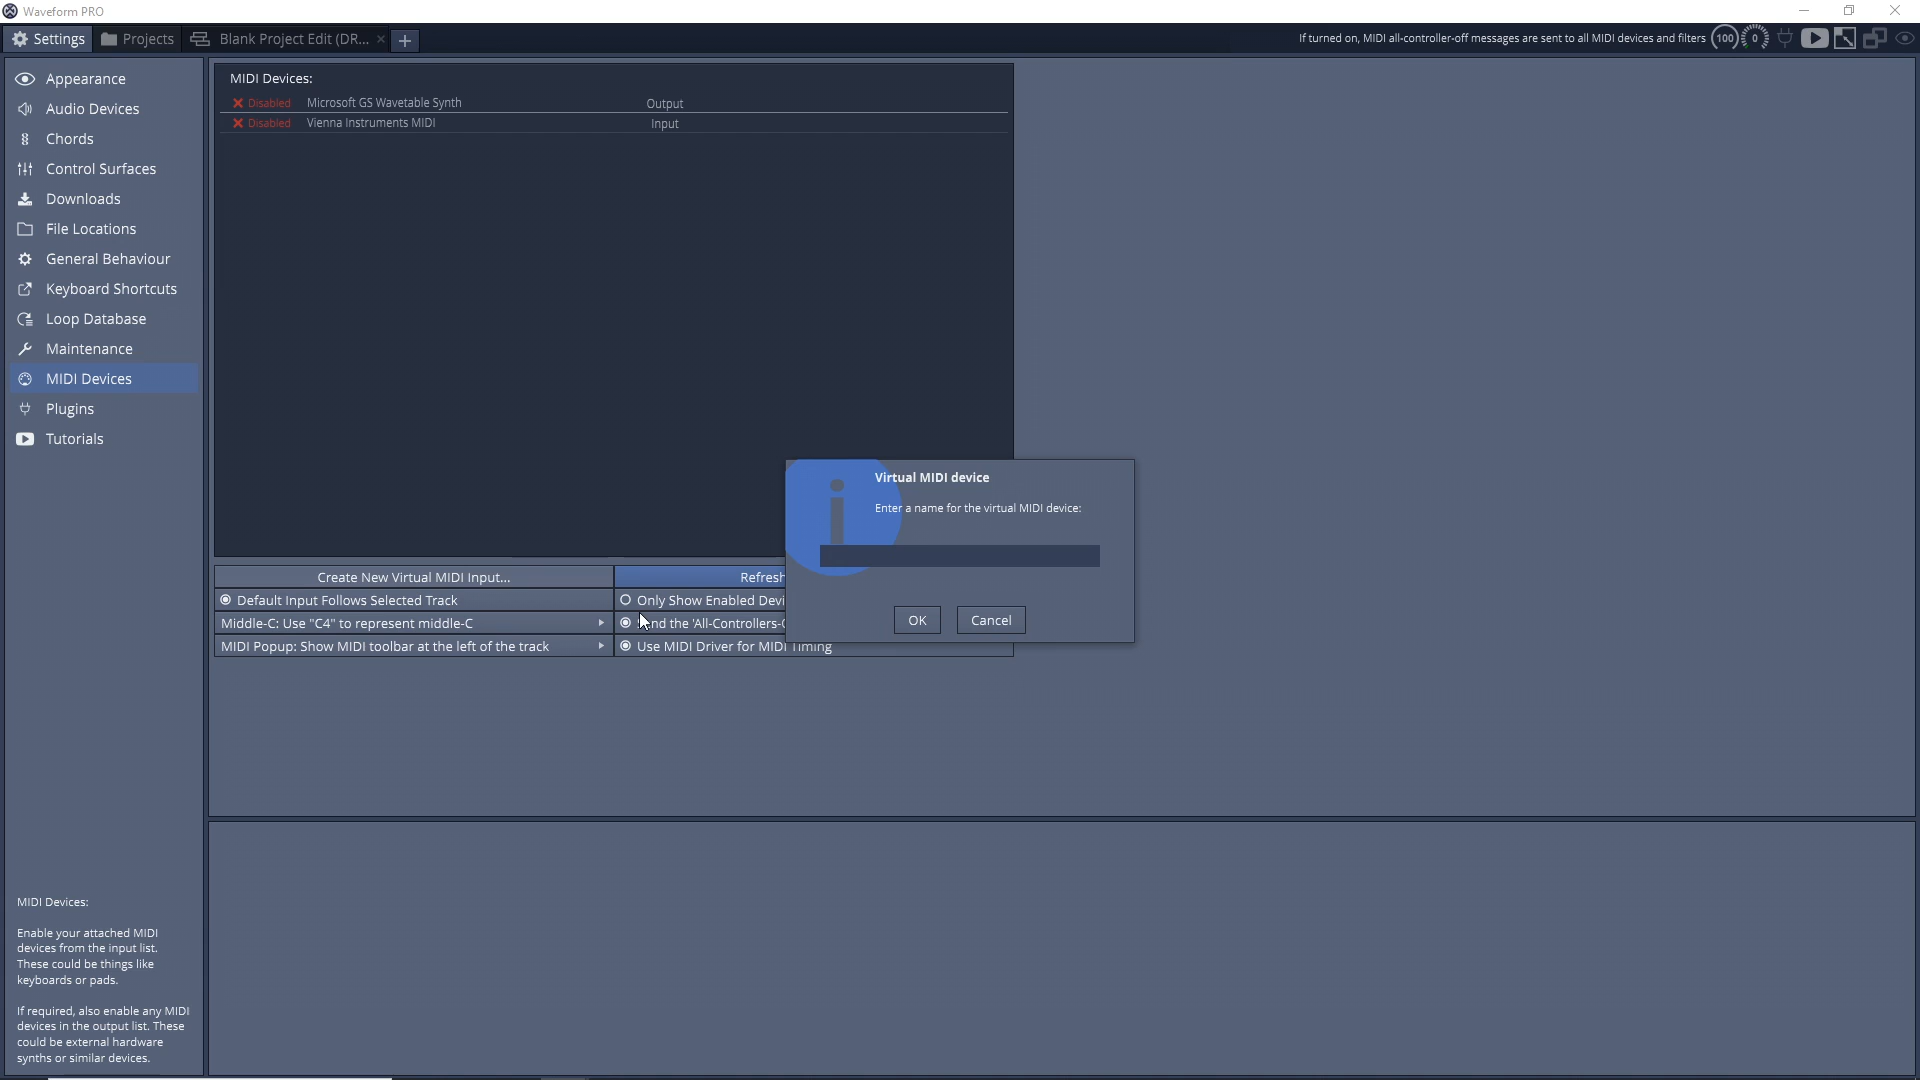 Waveform PRO
Settings
Projects
Blank Project Edit (DR...
If turned on, MIDI all-controller-off messages are sent to all MIDI devices and filters
100
0
Appearance
Audio Devices
Chords
Control Surfaces
Downloads
File Locations
General Behaviour
Keyboard Shortcuts
Loop Database
Maintenance
MIDI Devices
Plugins
Tutorials
MIDI Devices:
Disabled Microsoft GS Wavetable Synth Output
Disabled Vienna Instruments MIDI Input
Virtual MIDI device
Enter a name for the virtual MIDI device:
OK
Cancel
Create New Virtual MIDI Input...
Refresh
Default Input Follows Selected Track
Only Show Enabled Devi
Middle-C: Use "C4" to represent middle-C
nd the 'All-Controllers-
MIDI Popup: Show MIDI toolbar at the left of the track
Use MIDI Driver for MIDI Timing
MIDI Devices:
Enable your attached MIDI
devices from the input list.
These could be things like
keyboards or pads.
If required, also enable any MIDI
devices in the output list. These
could be external hardware
synths or similar devices.